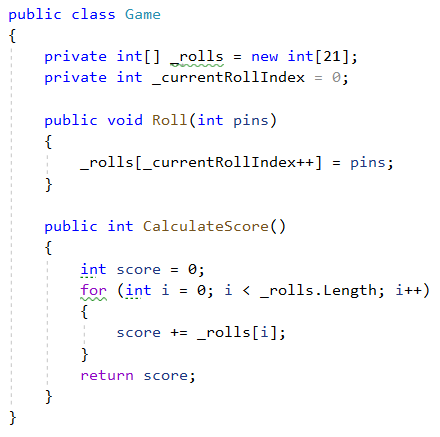 public class Game
{
    private int[] _rolls = new int[21];
    private int _currentRollIndex = 0;

    public void Roll(int pins)
    {
        _rolls[_currentRollIndex++] = pins;
    }

    public int CalculateScore()
    {
        int score = 0;
        for (int i = 0; i < _rolls.Length; i++)
        {
            score += _rolls[i];
        }
        return score;
    }
}